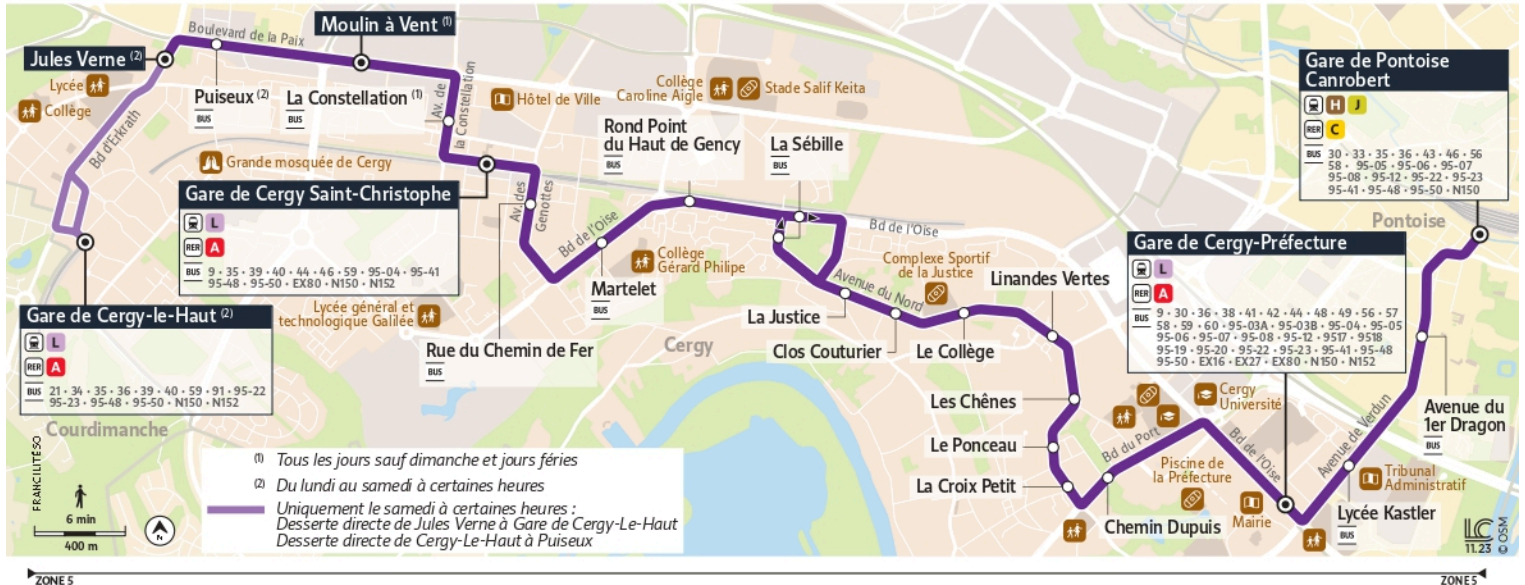 Boulevard de la Paix
Moulin à Vent (1)
Jules Verne (2)
Lycée
Collège
Puiseux (2)
BUS
La Constellation (1)
BUS
Av. de
la Constellation
Hôtel de Ville
Collège
Caroline Aigle
Stade Salif Keita
Gare de Pontoise
Canrobert
H J
RER C
BUS 30 • 33 • 35 • 36 • 43 • 46 • 56
58 • 95-05 • 95-06 • 95-07
95-08 • 95-12 • 95-22 • 95-23
95-41 • 95-48 • 95-50 • N150
Pontoise
Bd d'Erkrath
Grande mosquée de Cergy
Rond Point
du Haut de Gency
BUS
La Sébille
BUS
Gare de Cergy Saint-Christophe
L
RER A
BUS 9 • 35 • 39 • 40 • 44 • 46 • 59 • 95-04 • 95-41
95-48 • 95-50 • EX80 • N150 • N152
Av. des
Genottes
Bd de l'Oise
Bd de l'Oise
Collège
Gérard Philipe
Martelet
BUS
Complexe Sportif
de la Justice
Avenue du Nord
Linandes Vertes
Gare de Cergy-Préfecture
L
RER A
BUS 9 • 30 • 36 • 38 • 41 • 42 • 44 • 48 • 49 • 56 • 57
58 • 59 • 60 • 95-03A • 95-03B • 95-04 • 95-05
95-06 • 95-07 • 95-08 • 95-12 • 9517 • 9518
95-19 • 95-20 • 95-22 • 95-23 • 95-41 • 95-48
95-50 • EX16 • EX27 • EX80 • N150 • N152
Gare de Cergy-le-Haut (2)
L
RER A
BUS 21 • 34 • 35 • 36 • 39 • 40 • 59 • 91 • 95-22
95-23 • 95-48 • 95-50 • N150 • N152
Lycée général et
technologique Galilée
Rue du Chemin de Fer
BUS
Cergy
La Justice
Clos Couturier
Le Collège
Les Chênes
Le Ponceau
La Croix Petit
Chemin Dupuis
Bd du Port
Cergy
Université
Bd de l'Oise
Piscine de
la Préfecture
Mairie
Avenue de Verdun
Avenue du
1er Dragon
BUS
Tribunal
Administratif
Lycée Kastler
BUS
Courdimanche
FRANCILITÉ SO
6 min
400 m
N
(1) Tous les jours sauf dimanche et jours féries
(2) Du lundi au samedi à certaines heures
Uniquement le samedi à certaines heures :
Desserte directe de Jules Verne à Gare de Cergy-Le-Haut
Desserte directe de Cergy-Le-Haut à Puiseux
LC
11.23
© OSM
ZONE 5
ZONE 5